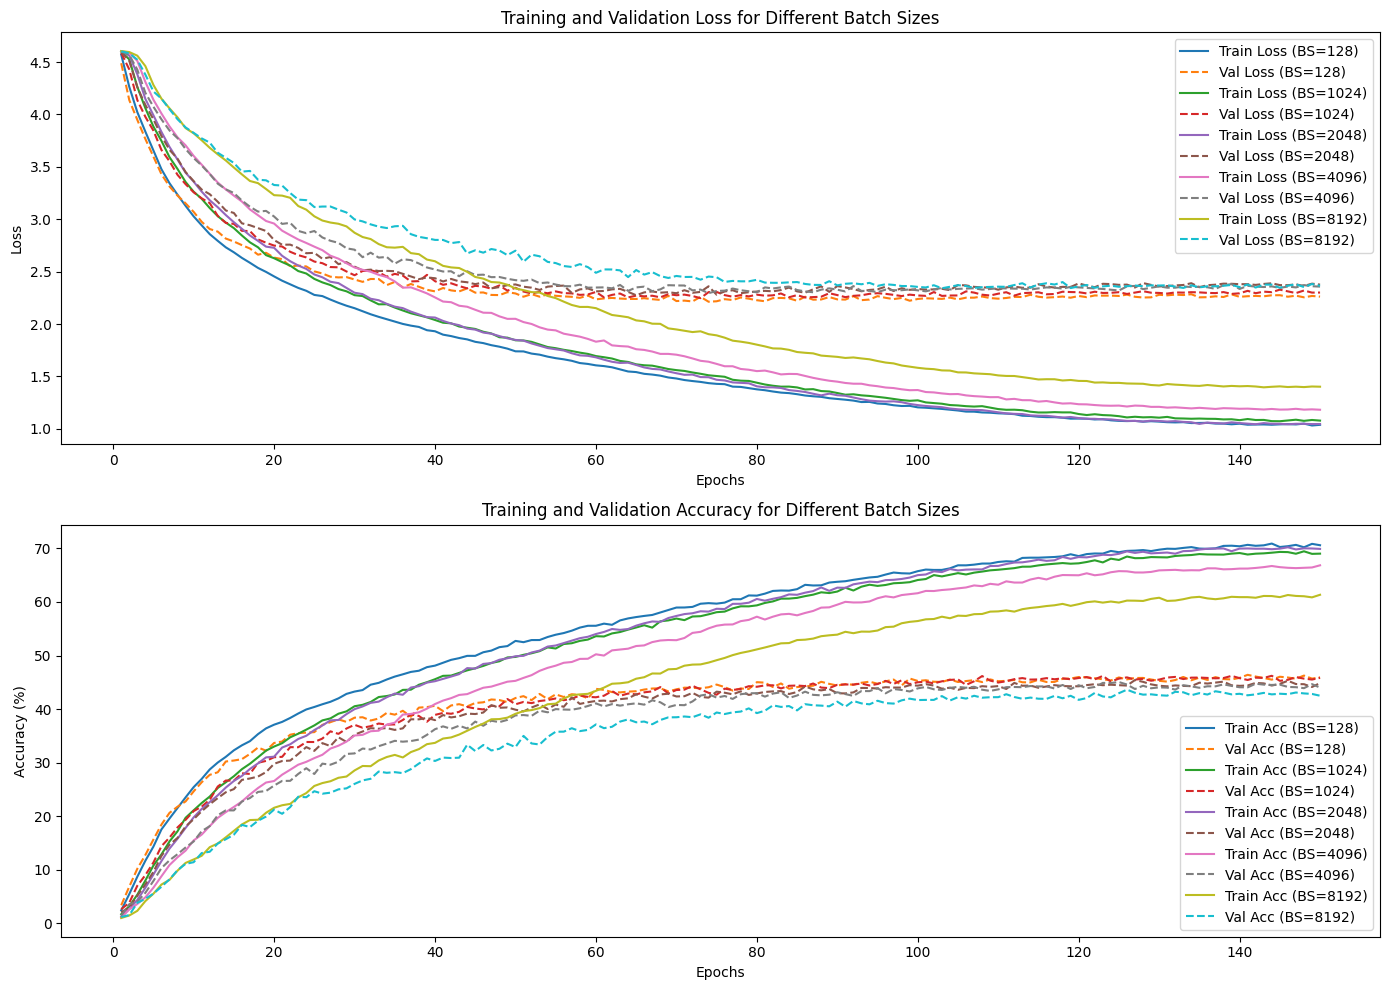 Training and Validation Loss for Different Batch Sizes
4.5
4.0
3.5
3.0
2.5
2.0
1.5
1.0
Loss
Train Loss (BS=128)
Val Loss (BS=128)
Train Loss (BS=1024)
Val Loss (BS=1024)
Train Loss (BS=2048)
Val Loss (BS=2048)
Train Loss (BS=4096)
Val Loss (BS=4096)
Train Loss (BS=8192)
Val Loss (BS=8192)
0 20 40 60 80 100 120 140
Epochs
Training and Validation Accuracy for Different Batch Sizes
70
60
50
40
30
20
10
0
Accuracy (%)
Train Acc (BS=128)
Val Acc (BS=128)
Train Acc (BS=1024)
Val Acc (BS=1024)
Train Acc (BS=2048)
Val Acc (BS=2048)
Train Acc (BS=4096)
Val Acc (BS=4096)
Train Acc (BS=8192)
Val Acc (BS=8192)
0 20 40 60 80 100 120 140
Epochs